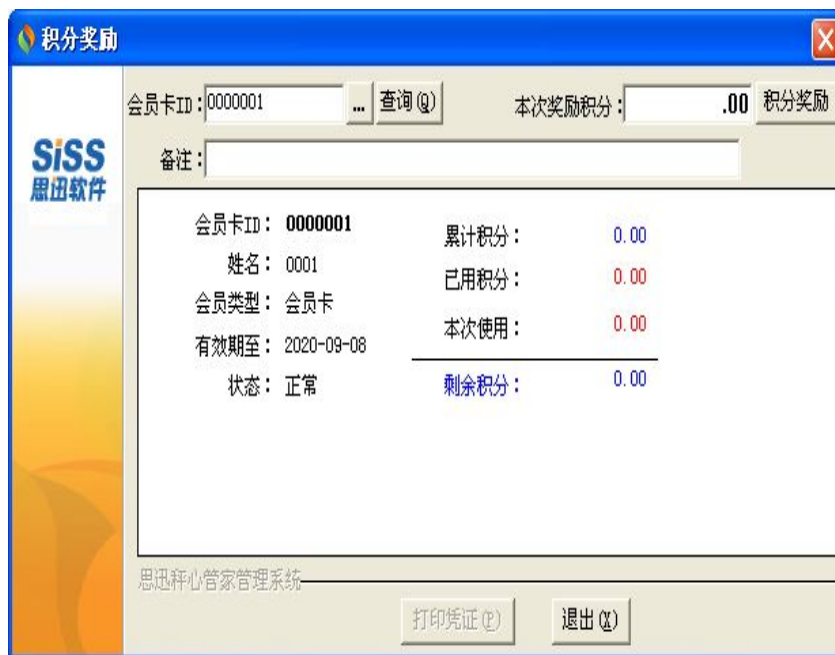 积分奖励
会员卡ID：0000001 ... 查询(Q) 本次奖励积分： .00 积分奖励
备注：
SiSS
思迅软件
会员卡ID： 0000001
姓名： 0001
会员类型： 会员卡
有效期至： 2020-09-08
状态： 正常
累计积分： 0.00
已用积分： 0.00
本次使用： 0.00
剩余积分： 0.00
思迅秤心管家管理系统
打印凭证(P) 退出(X)